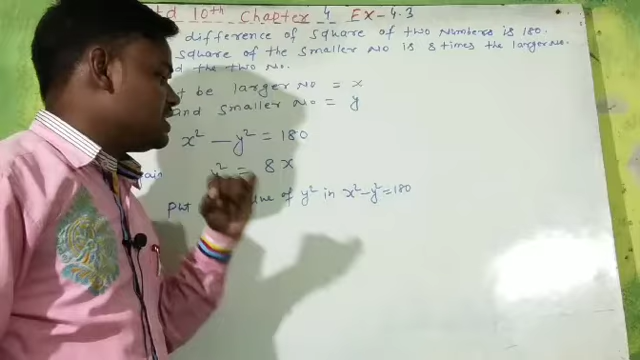 td 10th Chapter 4 Ex-4.3
difference of square of two numbers is 180.
square of the smaller no is 8 times the larger no.
d the two no.
t be larger no = x
and smaller no = y
x² - y² = 180
y² = 8x
Put of y² in x²-y²=180